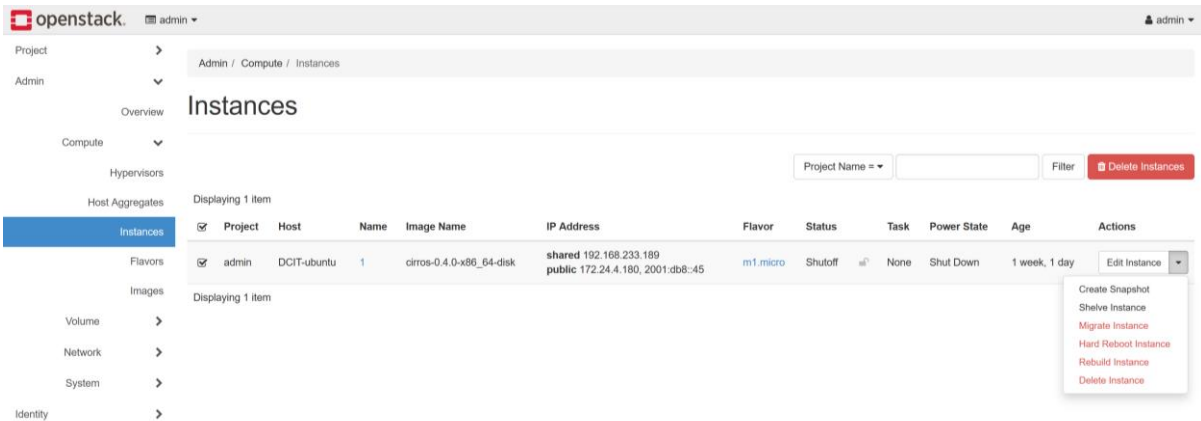 openstack. admin admin
Project
Admin
Overview
Compute
Hypervisors
Host Aggregates
Instances
Flavors
Images
Volume
Network
System
Identity
Admin / Compute / Instances
Instances
Project Name = Filter Delete Instances
Displaying 1 item
Project Host Name Image Name IP Address Flavor Status Task Power State Age Actions
admin DCIT-ubuntu 1 cirros-0.4.0-x86_64-disk shared 192.168.233.189 m1.micro Shutoff None Shut Down 1 week, 1 day Edit Instance
public 172.24.4.180, 2001:db8::45
Displaying 1 item
Create Snapshot
Shelve Instance
Migrate Instance
Hard Reboot Instance
Rebuild Instance
Delete Instance